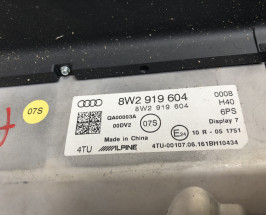 07S
8W2 919 604
8W2 919 604
0008
H40
6PS
QA00003A
00DV2
07S
Display 7
Made in China
E24
10 R - 05 1751
4TU
ALPINE
4TU-00107.06.161BH10434